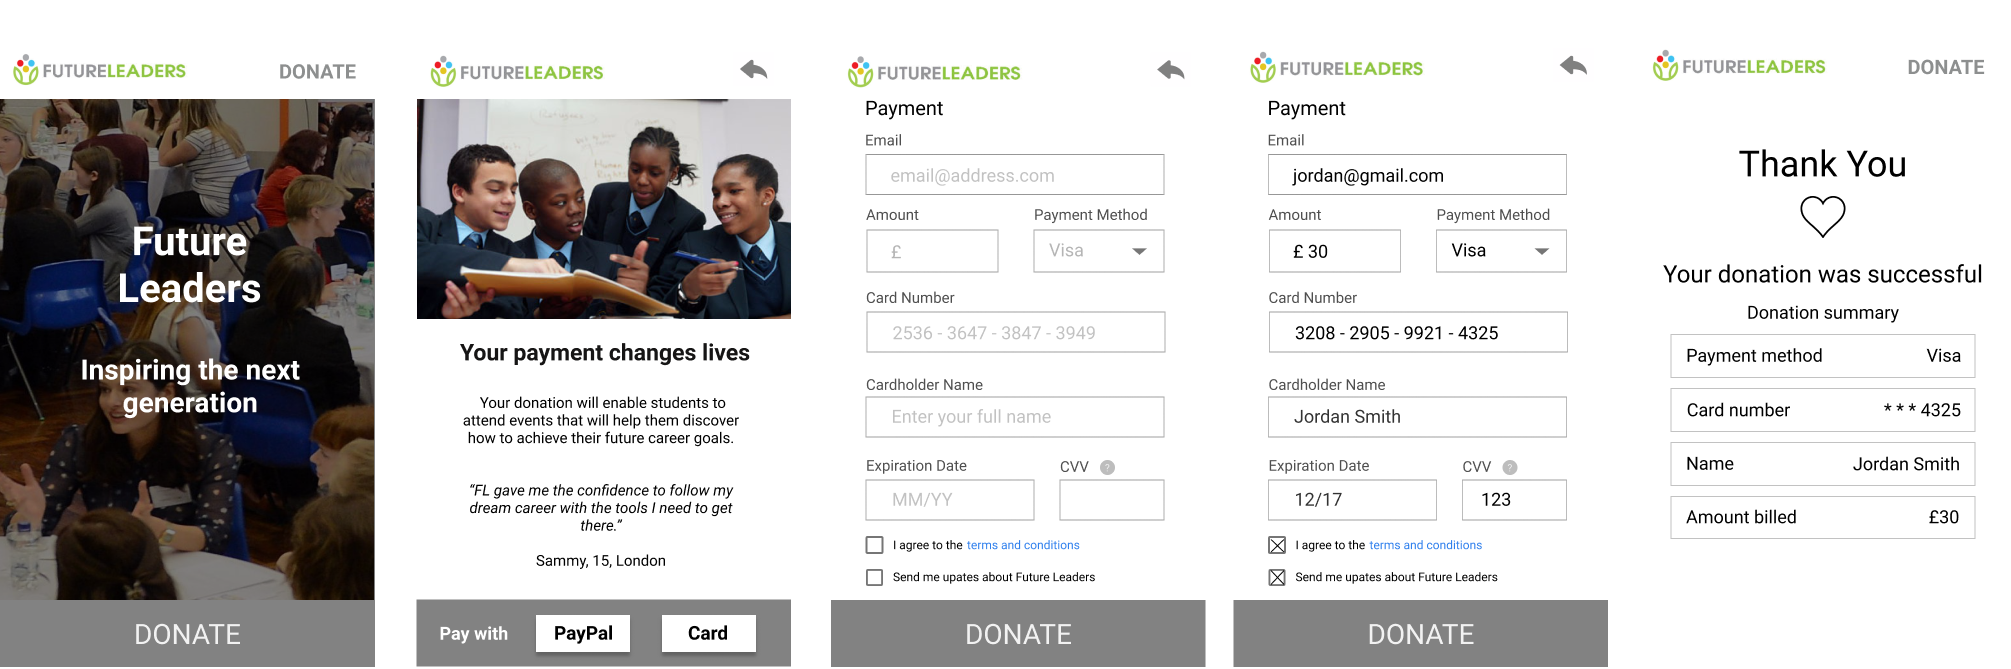 FUTURELEADERS
DONATE
Future
Leaders
Inspiring the next
generation
DONATE
FUTURELEADERS
Your payment changes lives
Your donation will enable students to
attend events that will help them discover
how to achieve their future career goals.
“FL gave me the confidence to follow my
dream career with the tools I need to get
there.”
Sammy, 15, London
Pay with
PayPal
Card
FUTURELEADERS
Payment
Email
email@address.com
Amount
Payment Method
£
Visa
Card Number
2536 - 3647 - 3847 - 3949
Cardholder Name
Enter your full name
Expiration Date
CVV ?
MM/YY
I agree to the terms and conditions
Send me upates about Future Leaders
DONATE
FUTURELEADERS
Payment
Email
jordan@gmail.com
Amount
Payment Method
£ 30
Visa
Card Number
3208 - 2905 - 9921 - 4325
Cardholder Name
Jordan Smith
Expiration Date
CVV ?
12/17
123
I agree to the terms and conditions
Send me upates about Future Leaders
DONATE
FUTURELEADERS
DONATE
Thank You
Your donation was successful
Donation summary
Payment method Visa
Card number * * * 4325
Name Jordan Smith
Amount billed £30